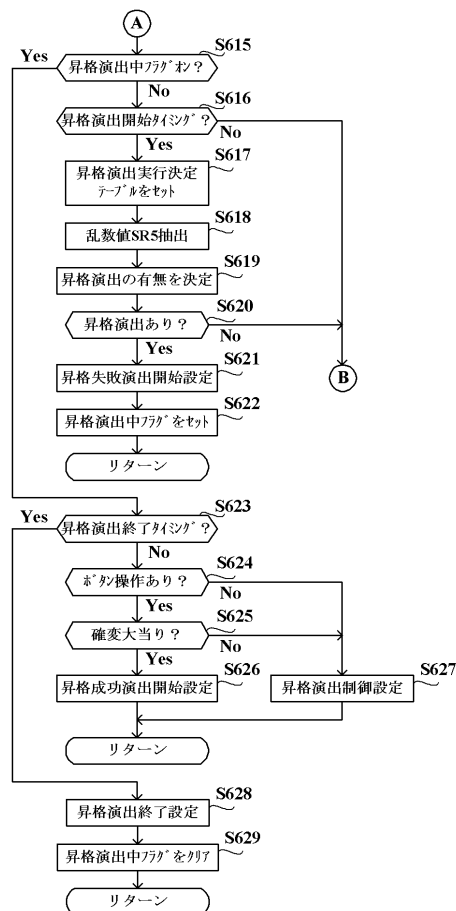 A
S615
Yes
昇格演出中フラグオン？
No
S616
昇格演出開始タイミング？
No
Yes
S617
昇格演出実行決定
テーブルをセット
S618
乱数値SR5抽出
S619
昇格演出の有無を決定
S620
昇格演出あり？
No
Yes
S621
B
昇格失敗演出開始設定
S622
昇格演出中フラグをセット
リターン
S623
Yes
昇格演出終了タイミング？
No
S624
ボタン操作あり？
No
Yes
S625
確変大当り？
No
Yes
S626
昇格成功演出開始設定
S627
昇格演出制御設定
リターン
S628
昇格演出終了設定
S629
昇格演出中フラグをクリア
リターン